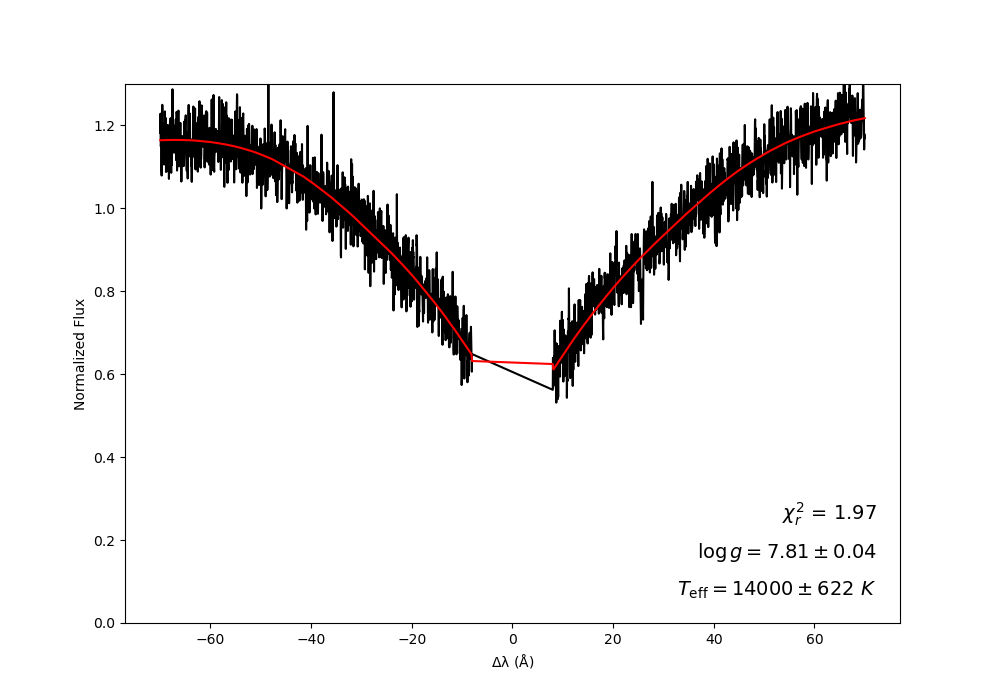 1.2
1.0
0.8
0.6
0.4
0.2
0.0
Normalized Flux
χ²ᵣ = 1.97
log g = 7.81 ± 0.04
T_eff = 14000 ± 622 K
−60 −40 −20 0 20 40 60
Δλ (Å)